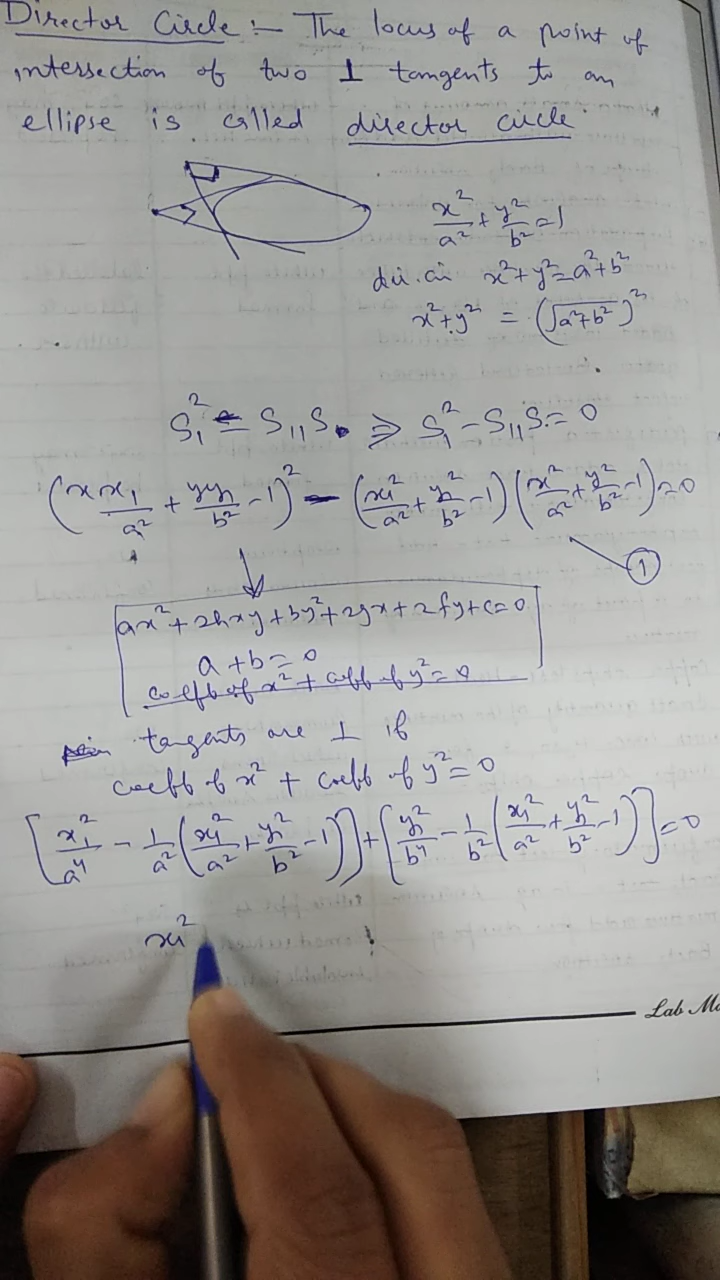 Director Circle :- The locus of a point of
intersection of two ⊥ tangents to an
ellipse is called director circle
x²/a² + y²/b² = 1
dir. cir x²+y²=a²+b²
x²+y² = (√a²+b²)²
S₁² = S₁₁S. ⇒ S₁² - S₁₁S = 0
(xx₁/a² + yy₁/b² - 1)² - (x₁²/a² + y₁²/b² - 1)(x²/a² + y²/b² - 1) = 0
①
ax²+2hxy+by²+2gx+2fy+c=0
a + b = 0
coeff of x² + coeff of y² = 0
tangents are ⊥ if
coeff of x² + coeff of y² = 0
[x₁²/a⁴ - 1/a²(x₁²/a² + y₁²/b² - 1)] + [y₁²/b⁴ - 1/b²(x₁²/a² + y₁²/b² - 1)] = 0
x₁²